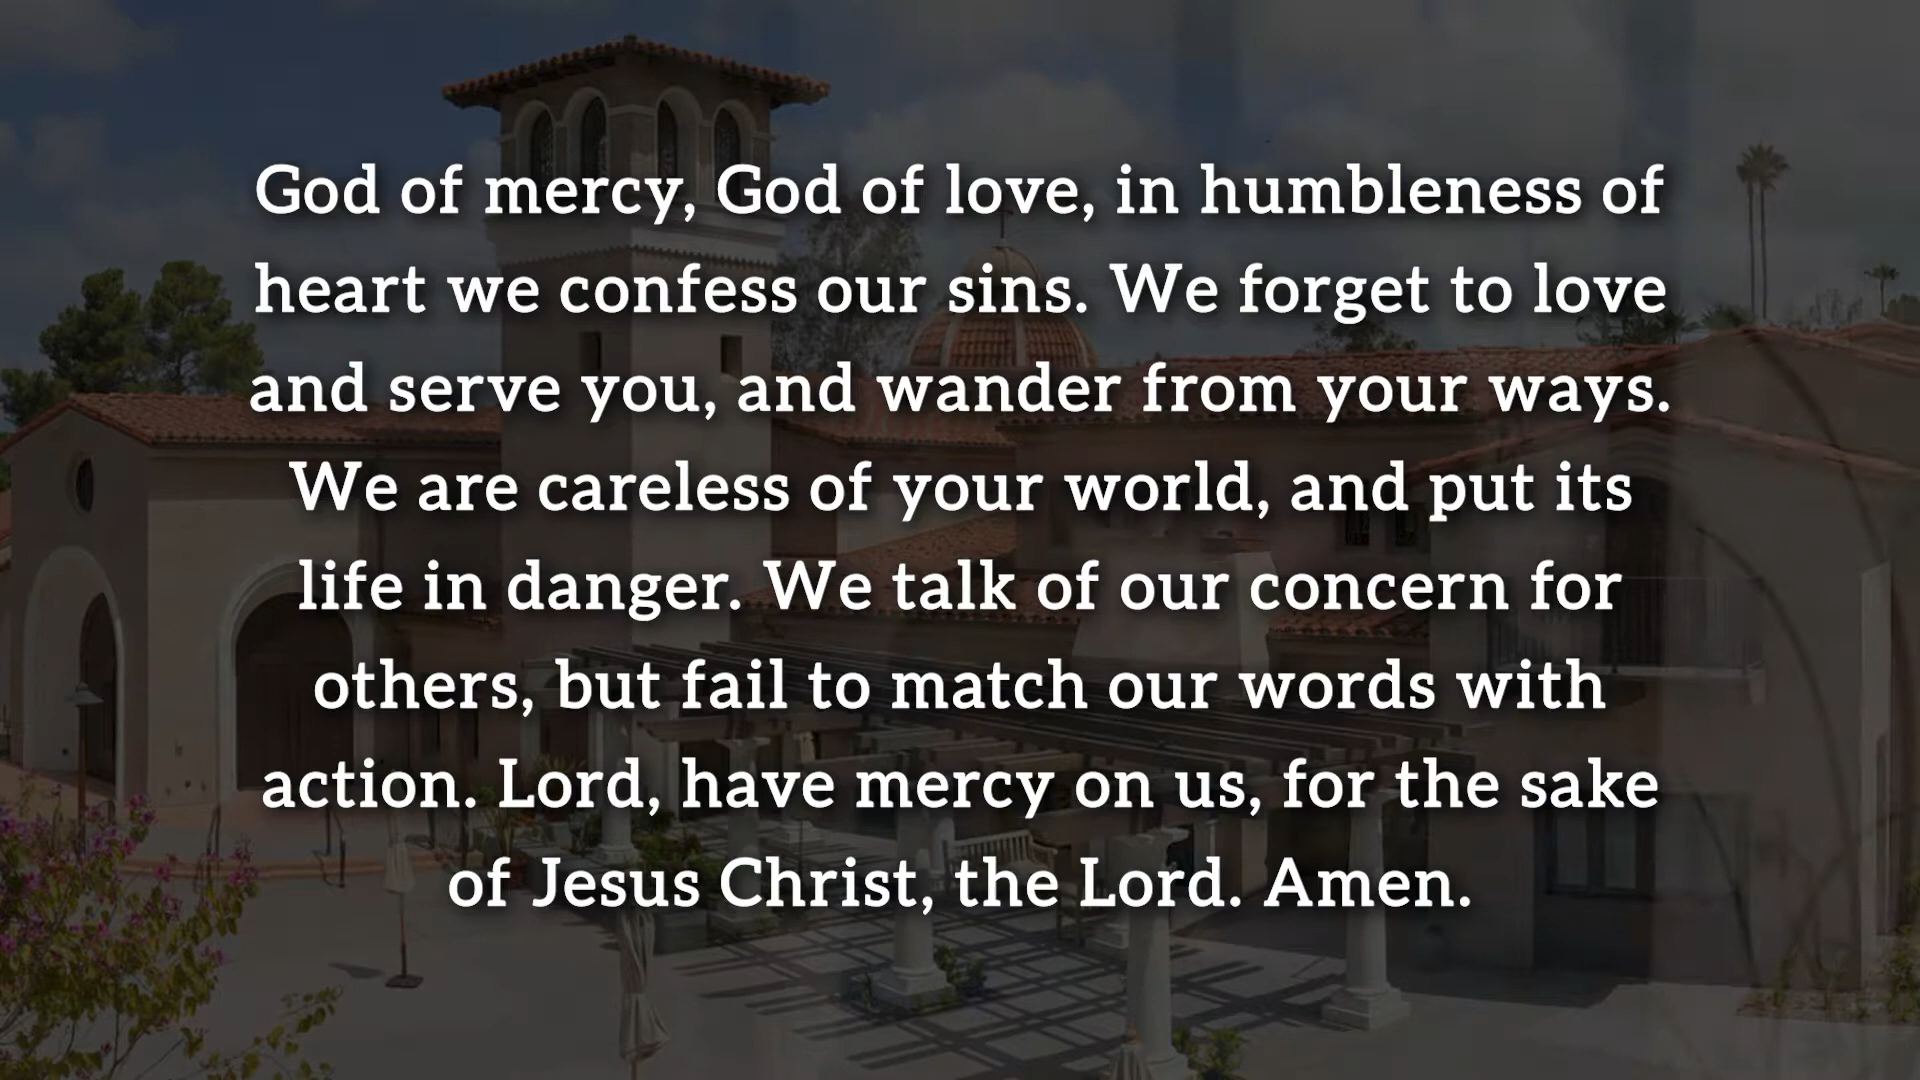 God of mercy, God of love, in humbleness of
heart we confess our sins. We forget to love
and serve you, and wander from your ways.
We are careless of your world, and put its
life in danger. We talk of our concern for
others, but fail to match our words with
action. Lord, have mercy on us, for the sake
of Jesus Christ, the Lord. Amen.